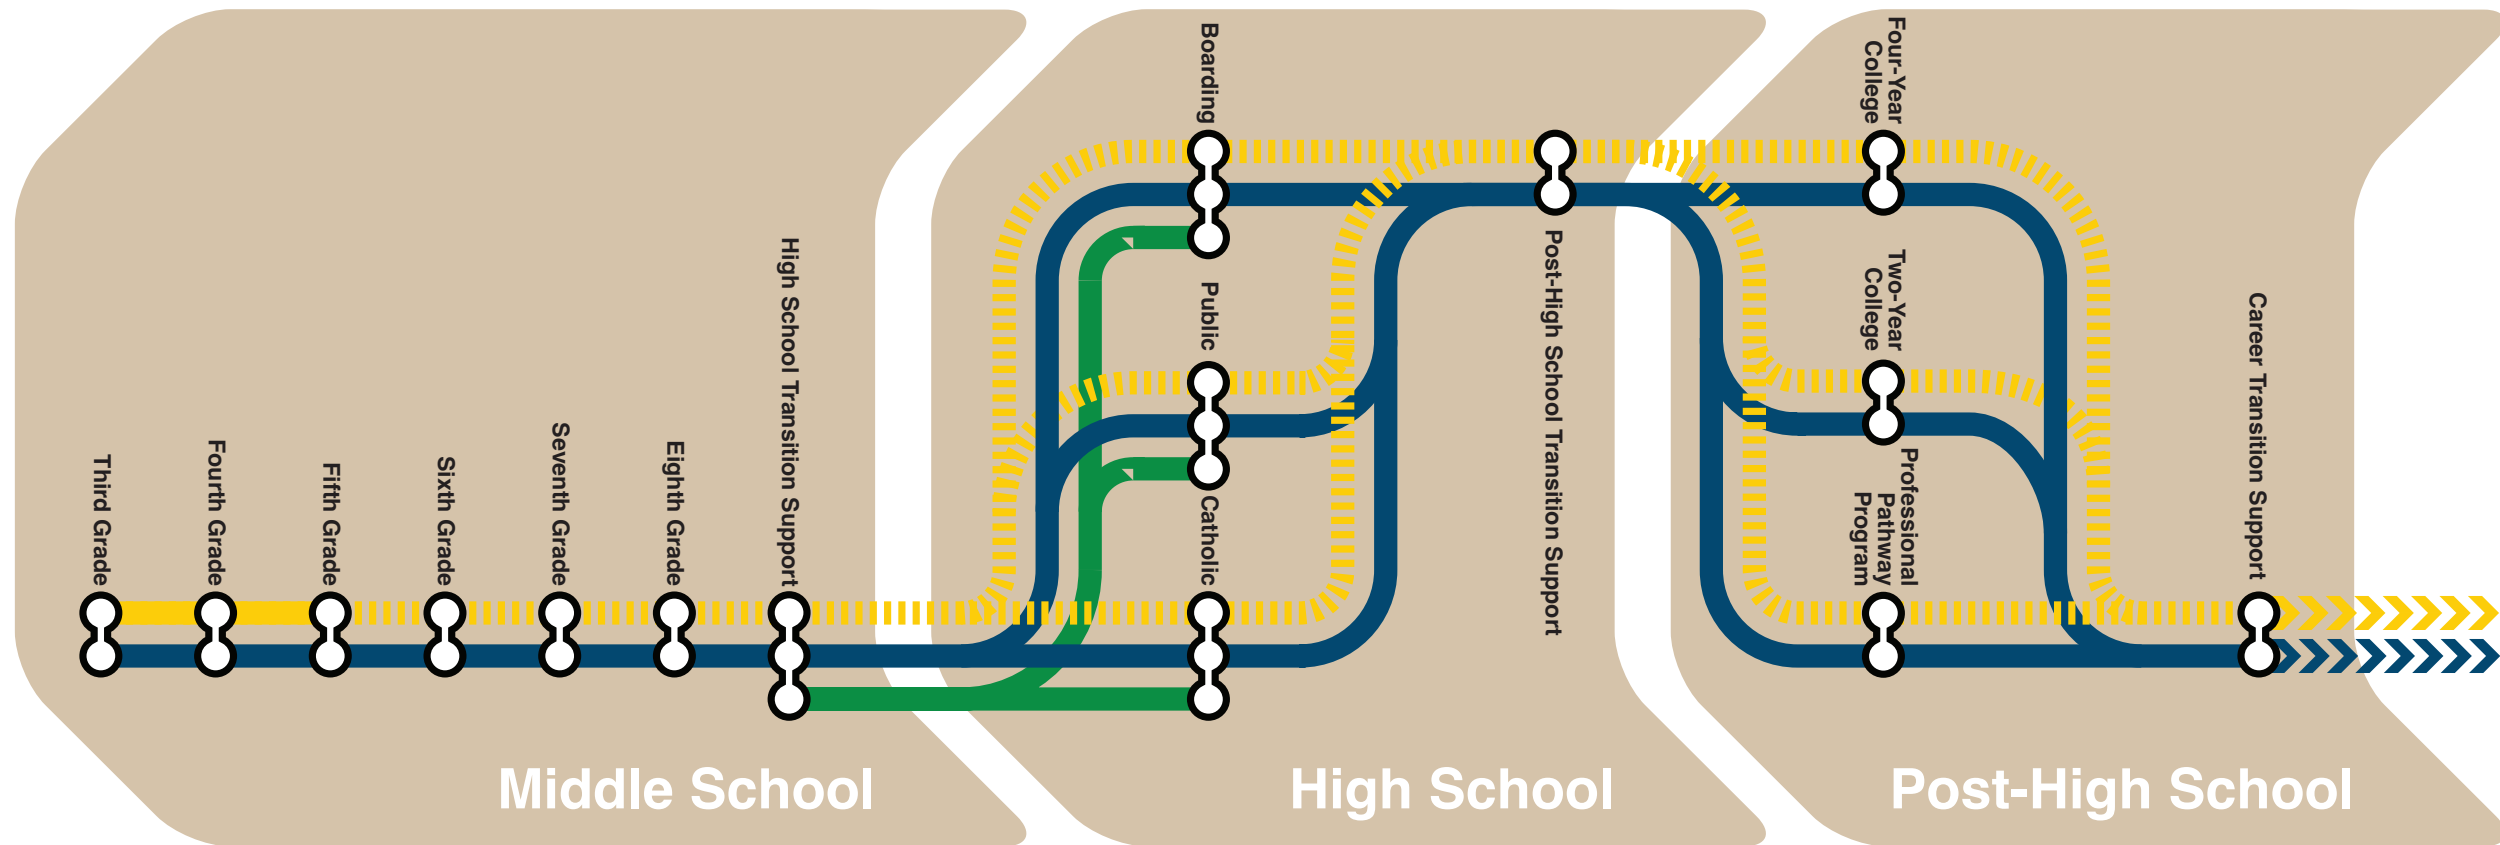 Third Grade
Fourth Grade
Fifth Grade
Sixth Grade
Seventh Grade
Eighth Grade
High School Transition Support
Boarding
Public
Catholic
Post-High School Transition Support
Four-Year
College
Two-Year
College
Professional
Pathway
Program
Career Transition Support
Middle School
High School
Post-High School